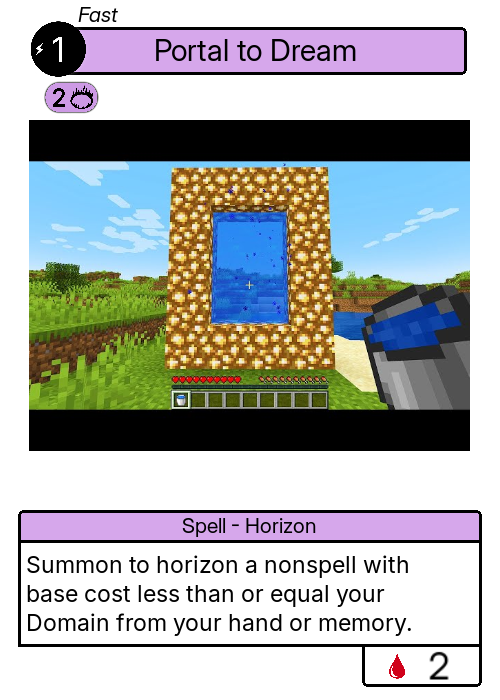 Fast
1
Portal to Dream
2
Spell - Horizon
Summon to horizon a nonspell with
base cost less than or equal your
Domain from your hand or memory.
2